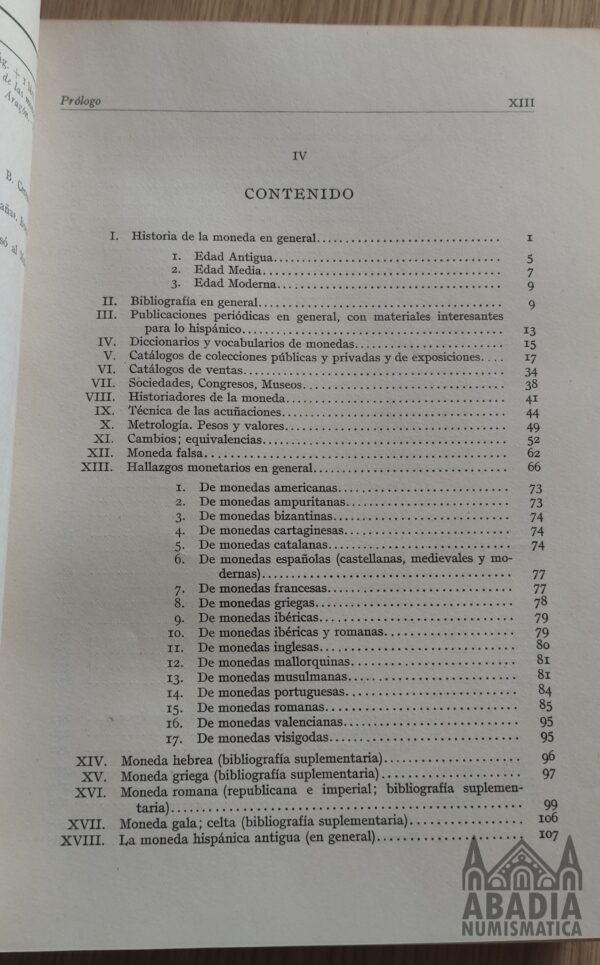 ág. + 1 lám.
de las mo
Aragón
B. Ce
añas.
só al
Prólogo XIII
IV
CONTENIDO
I. Historia de la moneda en general 1
1. Edad Antigua 5
2. Edad Media 7
3. Edad Moderna 9
II. Bibliografía en general 9
III. Publicaciones periódicas en general, con materiales interesantes
para lo hispánico 13
IV. Diccionarios y vocabularios de monedas 15
V. Catálogos de colecciones públicas y privadas y de exposiciones 17
VI. Catálogos de ventas 34
VII. Sociedades, Congresos, Museos 38
VIII. Historiadores de la moneda 41
IX. Técnica de las acuñaciones 44
X. Metrología. Pesos y valores 49
XI. Cambios; equivalencias 52
XII. Moneda falsa 62
XIII. Hallazgos monetarios en general 66
1. De monedas americanas 73
2. De monedas ampuritanas 73
3. De monedas bizantinas 74
4. De monedas cartaginesas 74
5. De monedas catalanas 74
6. De monedas españolas (castellanas, medievales y mo-
dernas) 77
7. De monedas francesas 77
8. De monedas griegas 78
9. De monedas ibéricas 79
10. De monedas ibéricas y romanas 79
11. De monedas inglesas 80
12. De monedas mallorquinas 81
13. De monedas musulmanas 81
14. De monedas portuguesas 84
15. De monedas romanas 85
16. De monedas valencianas 95
17. De monedas visigodas 95
XIV. Moneda hebrea (bibliografía suplementaria) 96
XV. Moneda griega (bibliografía suplementaria) 97
XVI. Moneda romana (republicana e imperial; bibliografía suplemen-
taria) 99
XVII. Moneda gala; celta (bibliografía suplementaria) 106
XVIII. La moneda hispánica antigua (en general) 107
ABADIA
NUMISMATICA